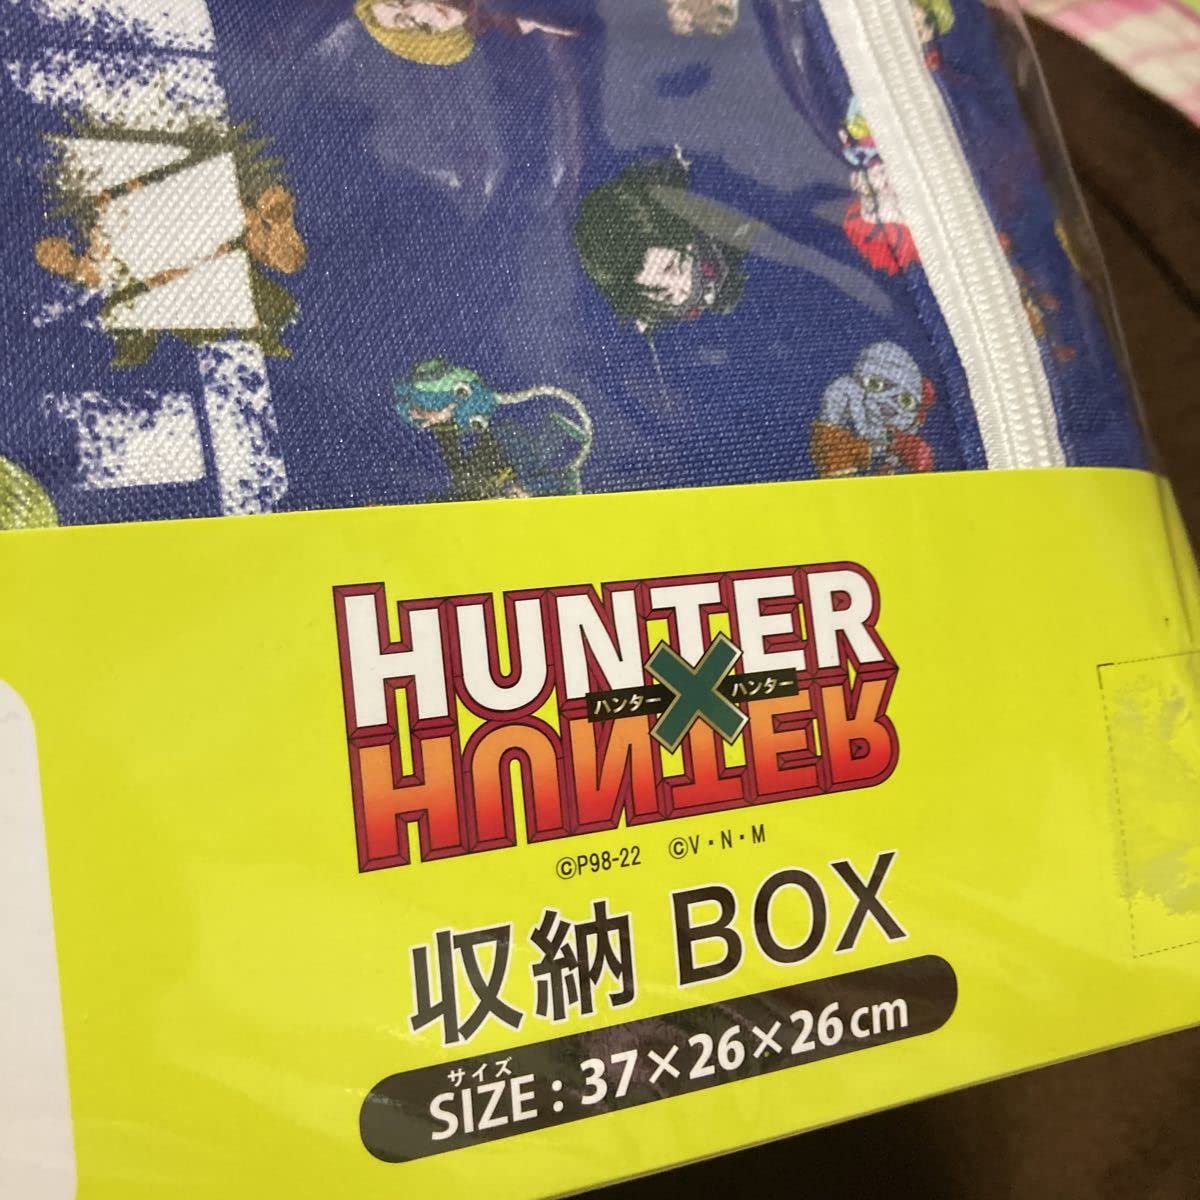 HUNTER
ハンター × ハンター
HUNTER
©P98-22 ©V・N・M
収納 BOX
サイズ
SIZE : 37×26×26cm